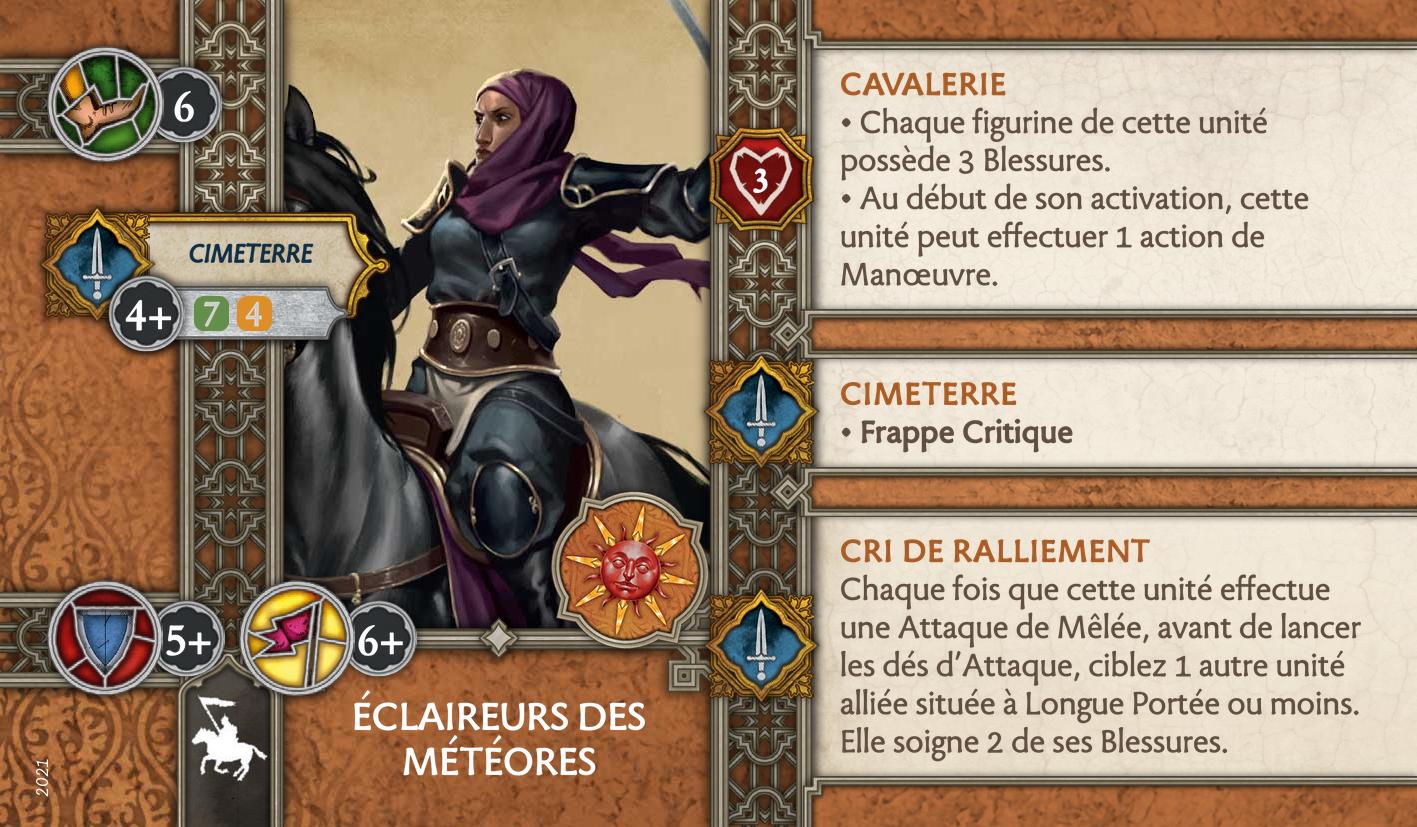 6
CIMETERRE
4+ 7 4
5+ 6+
ÉCLAIREURS DES
MÉTÉORES
2021
3
CAVALERIE
• Chaque figurine de cette unité
possède 3 Blessures.
• Au début de son activation, cette
unité peut effectuer 1 action de
Manœuvre.
CIMETERRE
• Frappe Critique
CRI DE RALLIEMENT
Chaque fois que cette unité effectue
une Attaque de Mêlée, avant de lancer
les dés d’Attaque, ciblez 1 autre unité
alliée située à Longue Portée ou moins.
Elle soigne 2 de ses Blessures.